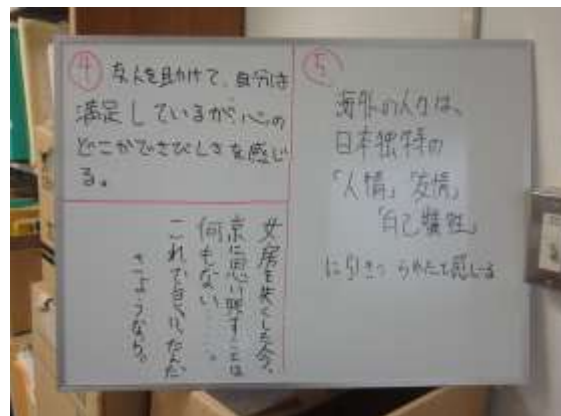 ④ 友人を助けて、自分は
満足しているが、心の
どこかでさびしさを感じ
る。
女房を失くした今、
京に思い残すことは
何もない……。
これで良かったんだ
さようなら。
⑤
海外の人々は、
日本独特の
「人情」「友情」
「自己犠牲」
に引きつけられたと感じる